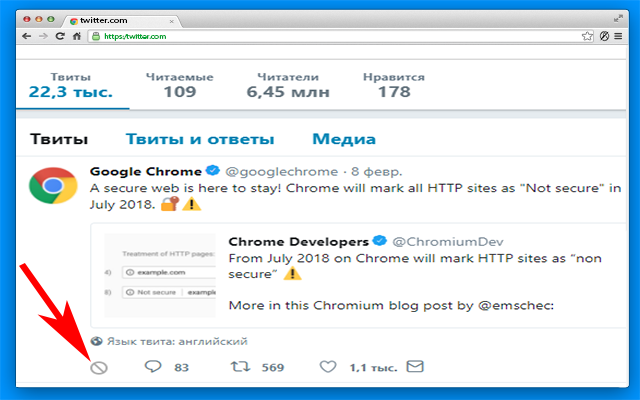 twitter.com
https:/twitter.com
Твиты Читаемые Читатели Нравится
22,3 тыс. 109 6,45 млн 178
Твиты Твиты и ответы Медиа
Google Chrome @googlechrome · 8 февр.
A secure web is here to stay! Chrome will mark all HTTP sites as "Not secure" in
July 2018. 🔐 ⚠️
Treatment of HTTP pages:
4) example.com
8) Not secure example
Chrome Developers @ChromiumDev
From July 2018 on Chrome will mark HTTP sites as “non
secure” ⚠️
More in this Chromium blog post by @emschec:
Язык твита: английский
83 569 1,1 тыс.